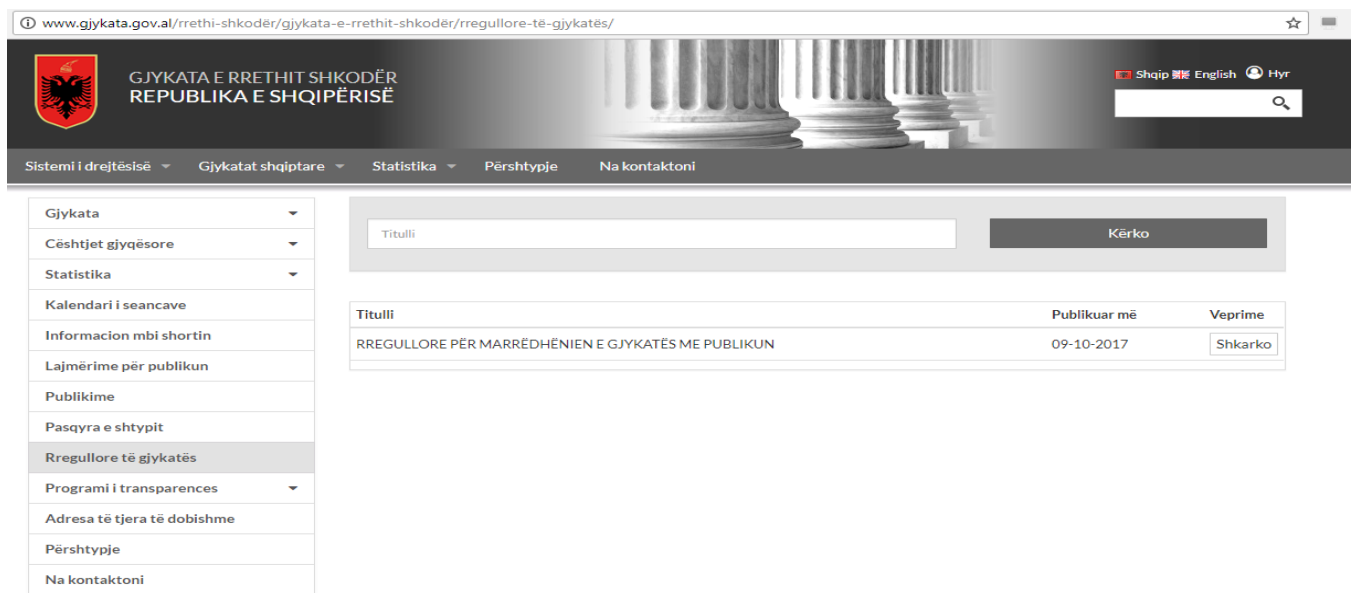 www.gjykata.gov.al/rrethi-shkodër/gjykata-e-rrethit-shkodër/rregullore-të-gjykatës/
GJYKATA E RRETHIT SHKODËR
REPUBLIKA E SHQIPËRISË
Shqip English Hyr
Sistemi i drejtësisë Gjykatat shqiptare Statistika Përshtypje Na kontaktoni
Gjykata
Cështjet gjyqësore
Statistika
Kalendari i seancave
Informacion mbi shortin
Lajmërime për publikun
Publikime
Pasqyra e shtypit
Rregullore të gjykatës
Programi i transparences
Adresa të tjera të dobishme
Përshtypje
Na kontaktoni
Titulli Kërko
Titulli Publikuar më Veprime
RREGULLORE PËR MARRËDHËNIEN E GJYKATËS ME PUBLIKUN 09-10-2017 Shkarko